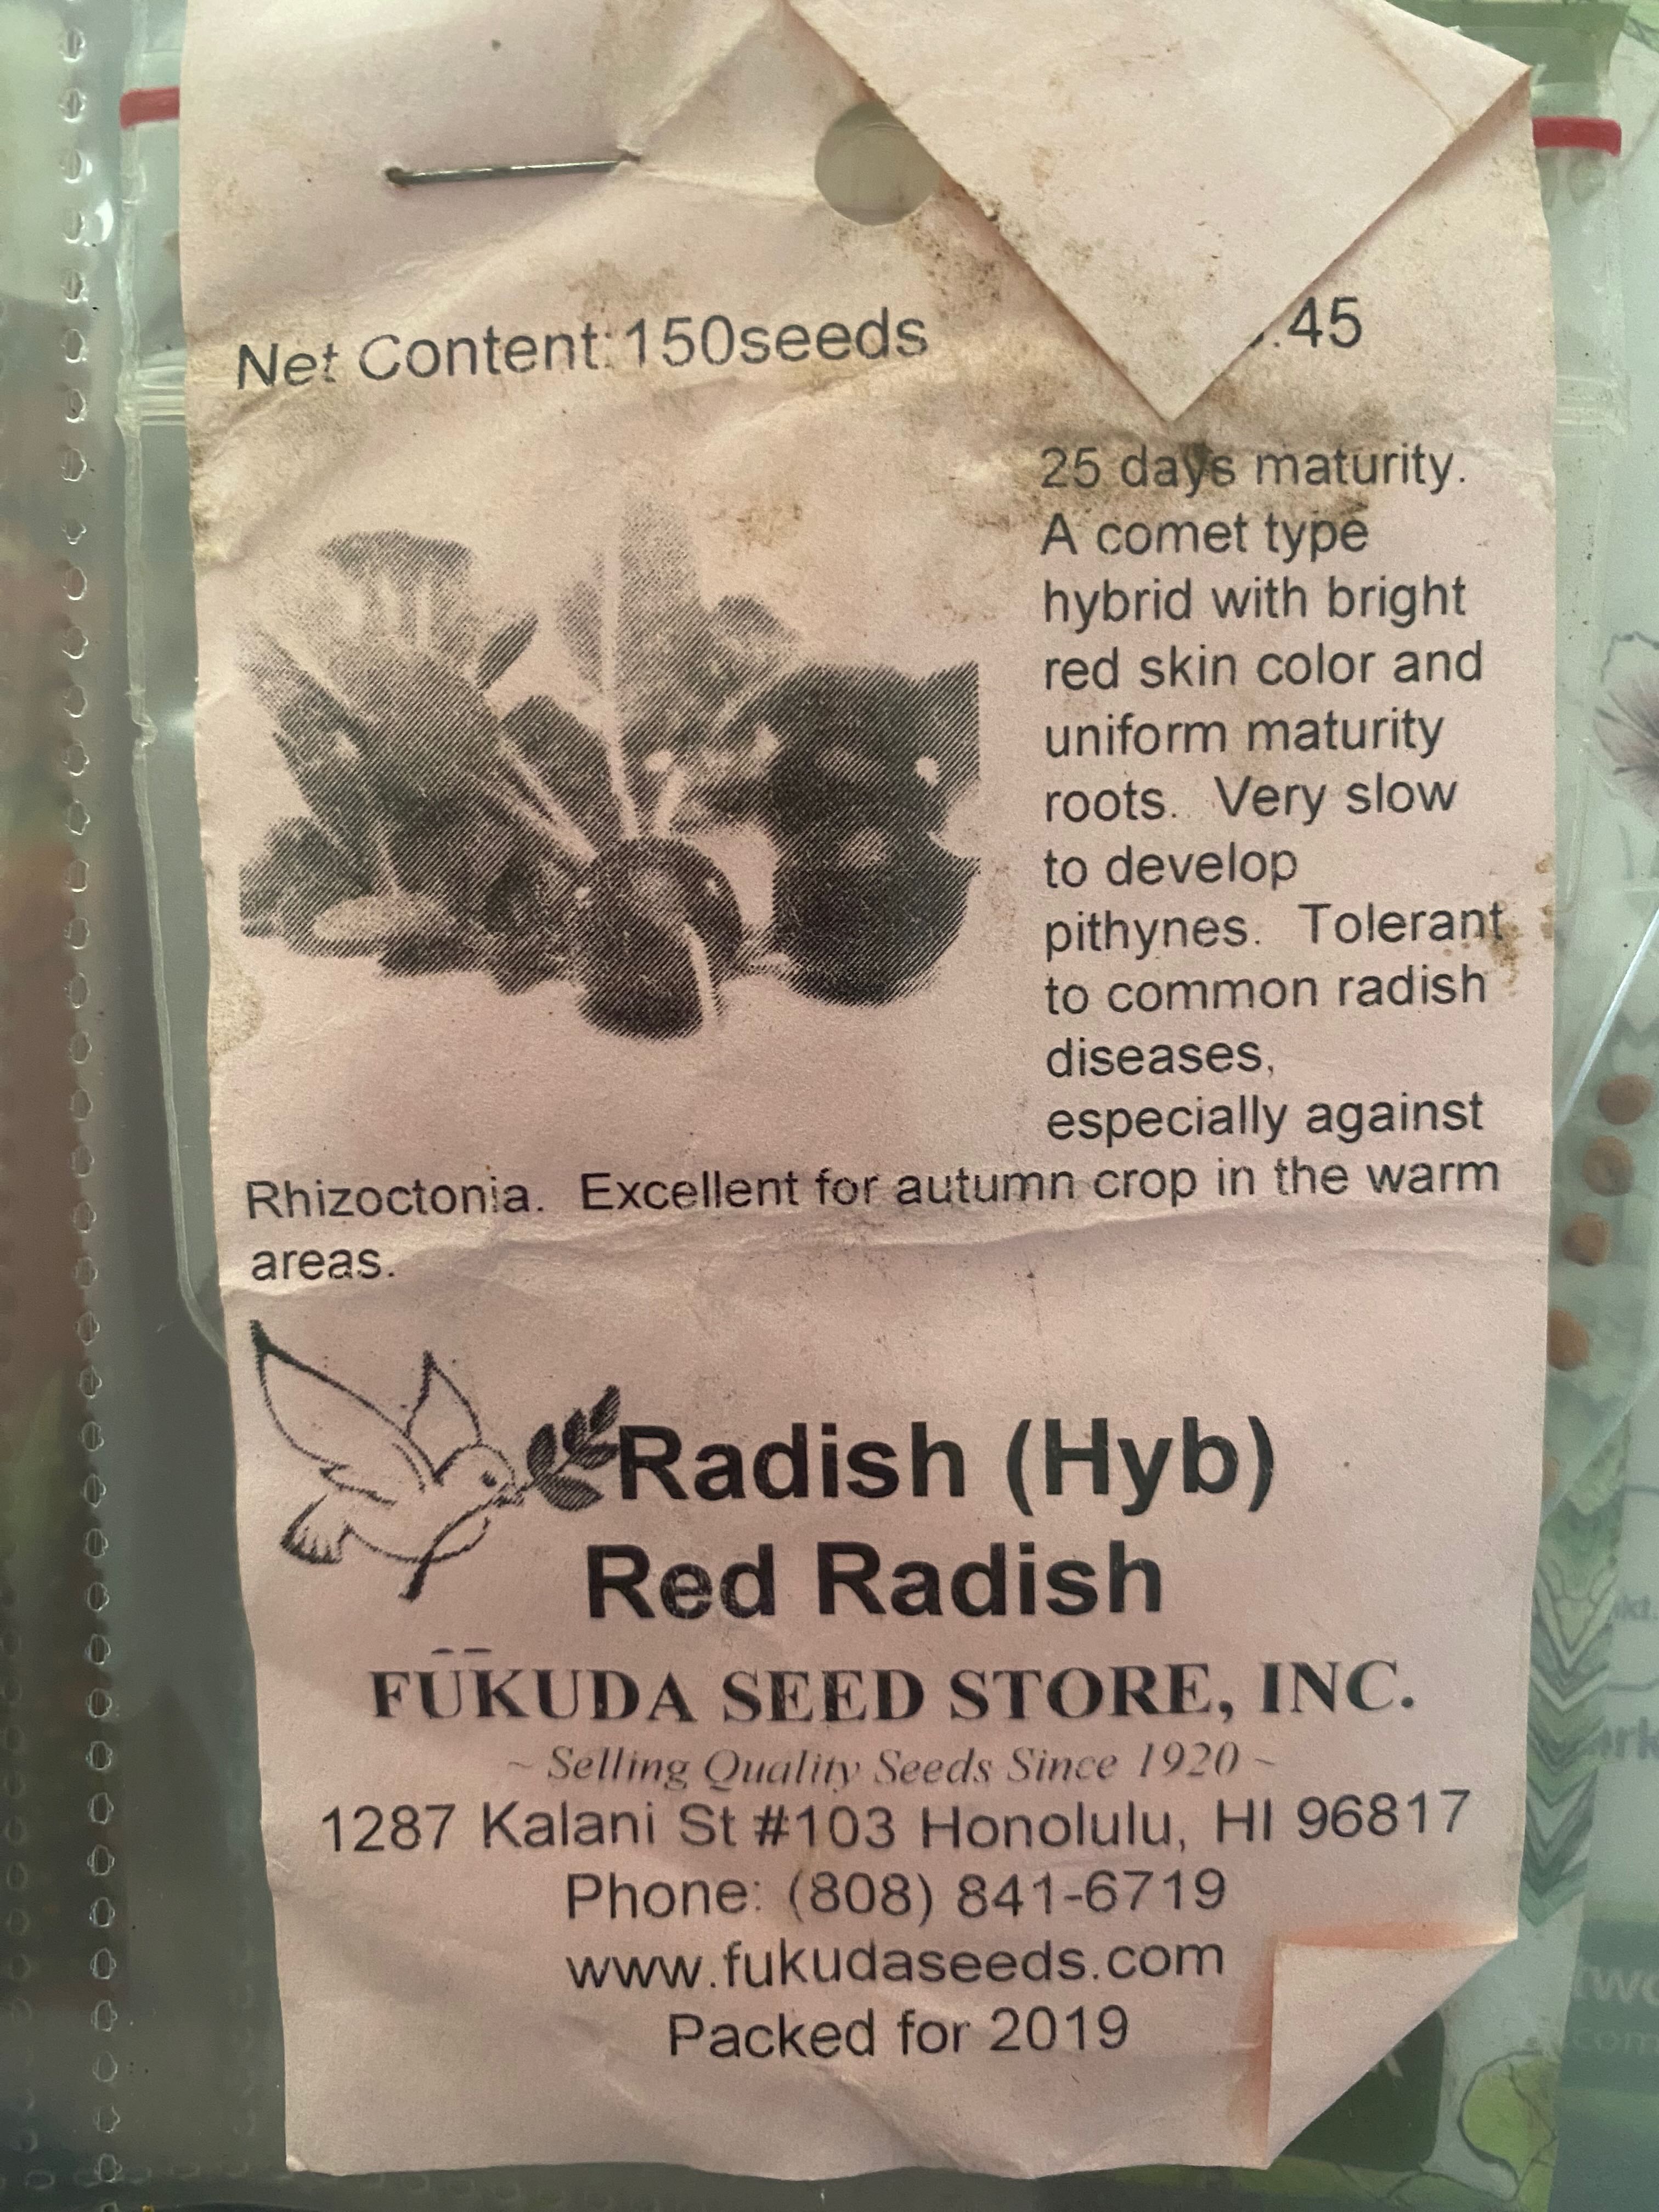 Net Content: 150seeds
.45
25 days maturity.
A comet type
hybrid with bright
red skin color and
uniform maturity
roots. Very slow
to develop
pithynes. Tolerant
to common radish
diseases,
especially against
Rhizoctonia. Excellent for autumn crop in the warm
areas.
Radish (Hyb)
Red Radish
FUKUDA SEED STORE, INC.
~ Selling Quality Seeds Since 1920 ~
1287 Kalani St #103 Honolulu, HI 96817
Phone: (808) 841-6719
www.fukudaseeds.com
Packed for 2019